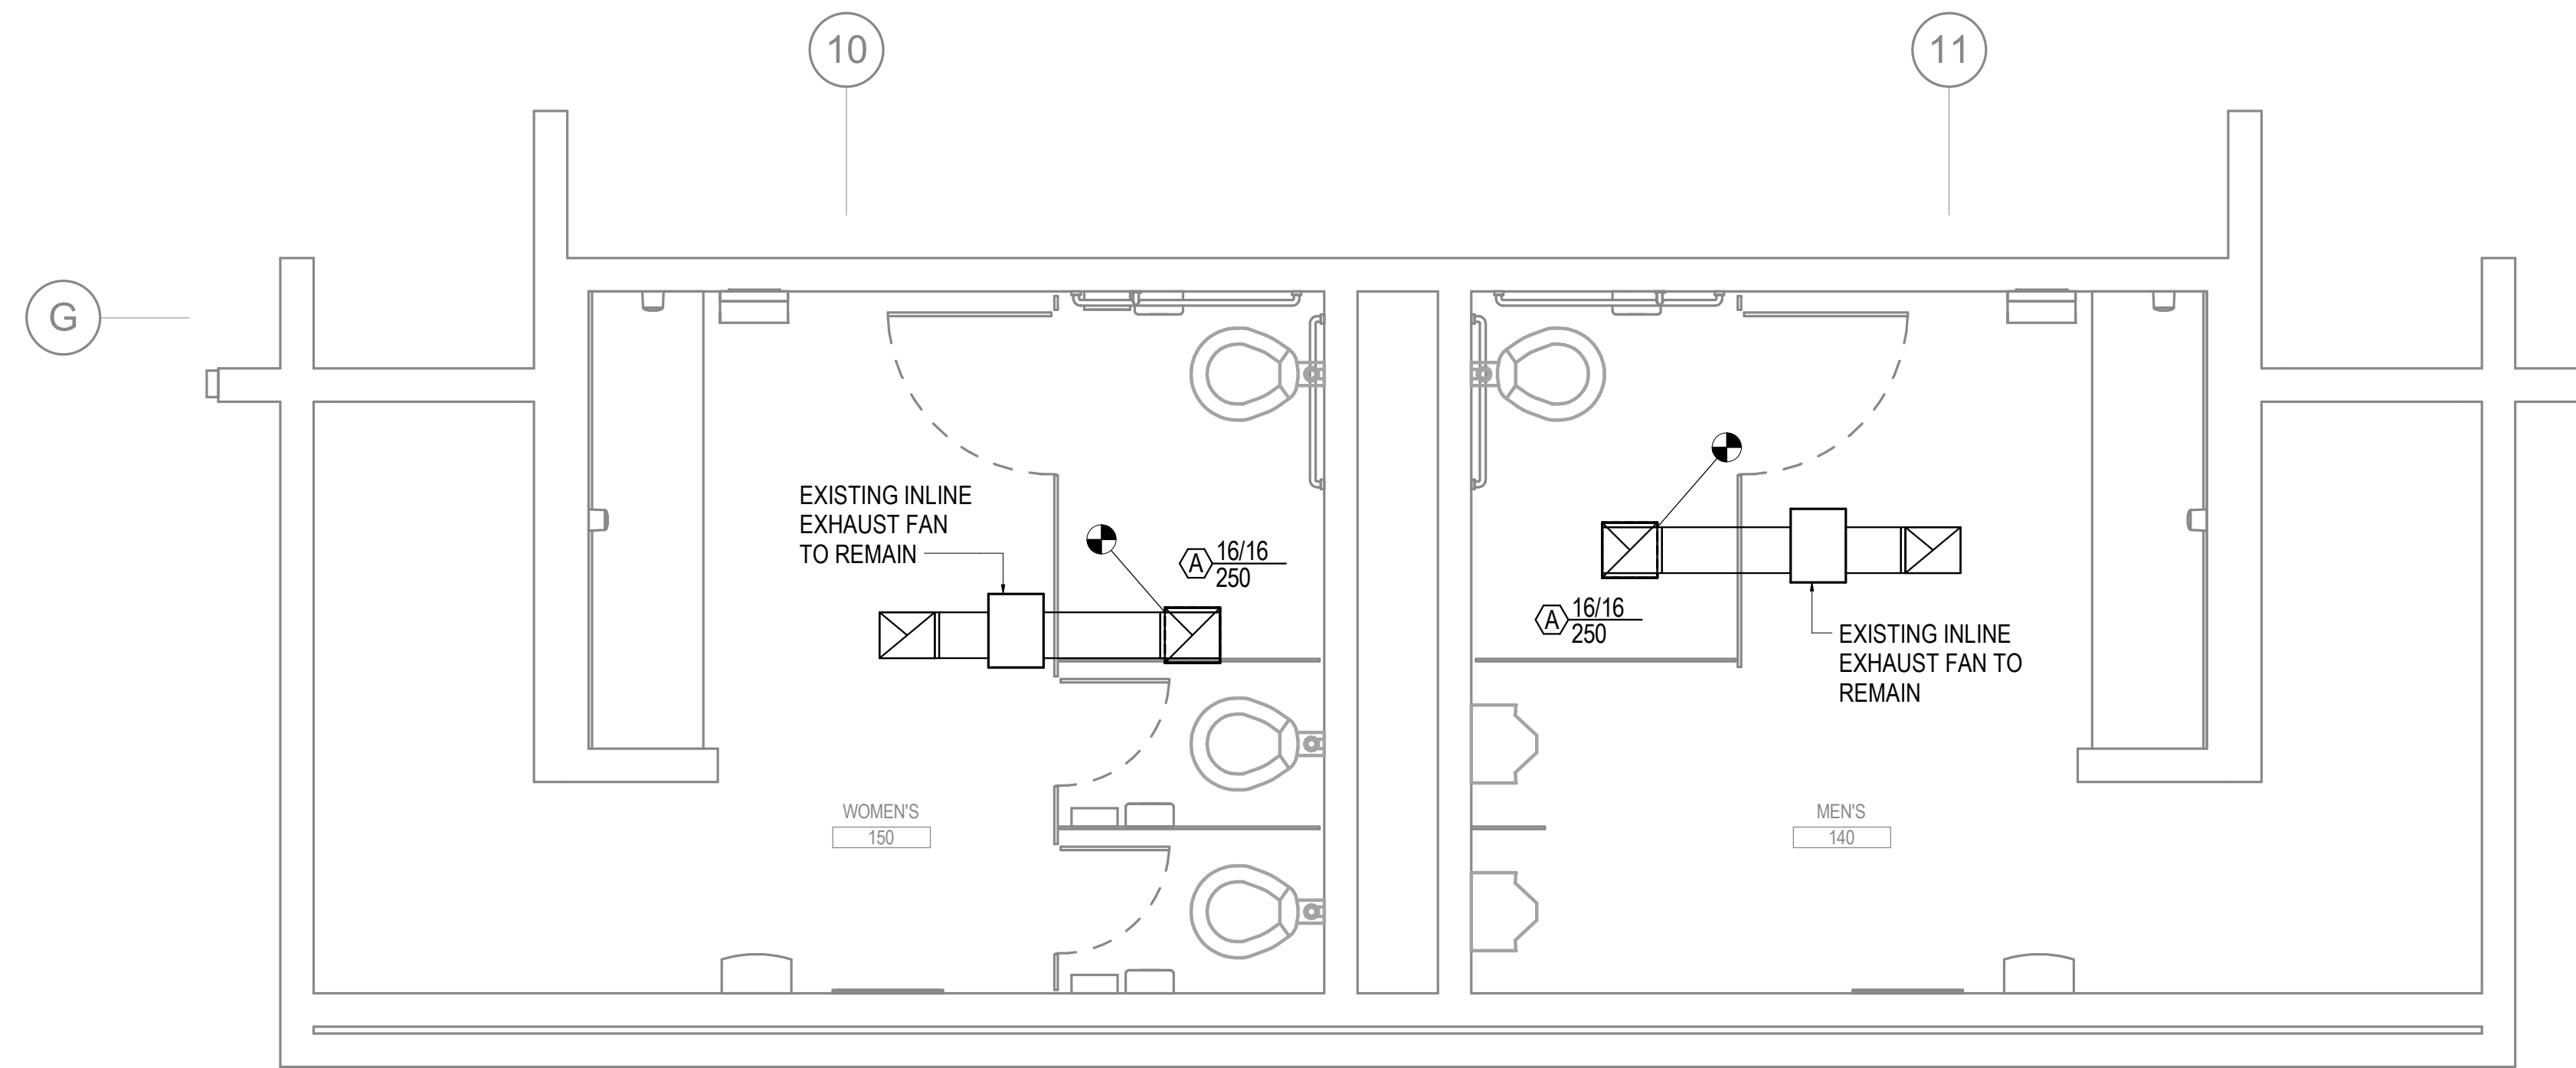 10
11
G
EXISTING INLINE
EXHAUST FAN
TO REMAIN
A 16/16
250
A 16/16
250
EXISTING INLINE
EXHAUST FAN TO
REMAIN
WOMEN'S
150
MEN'S
140